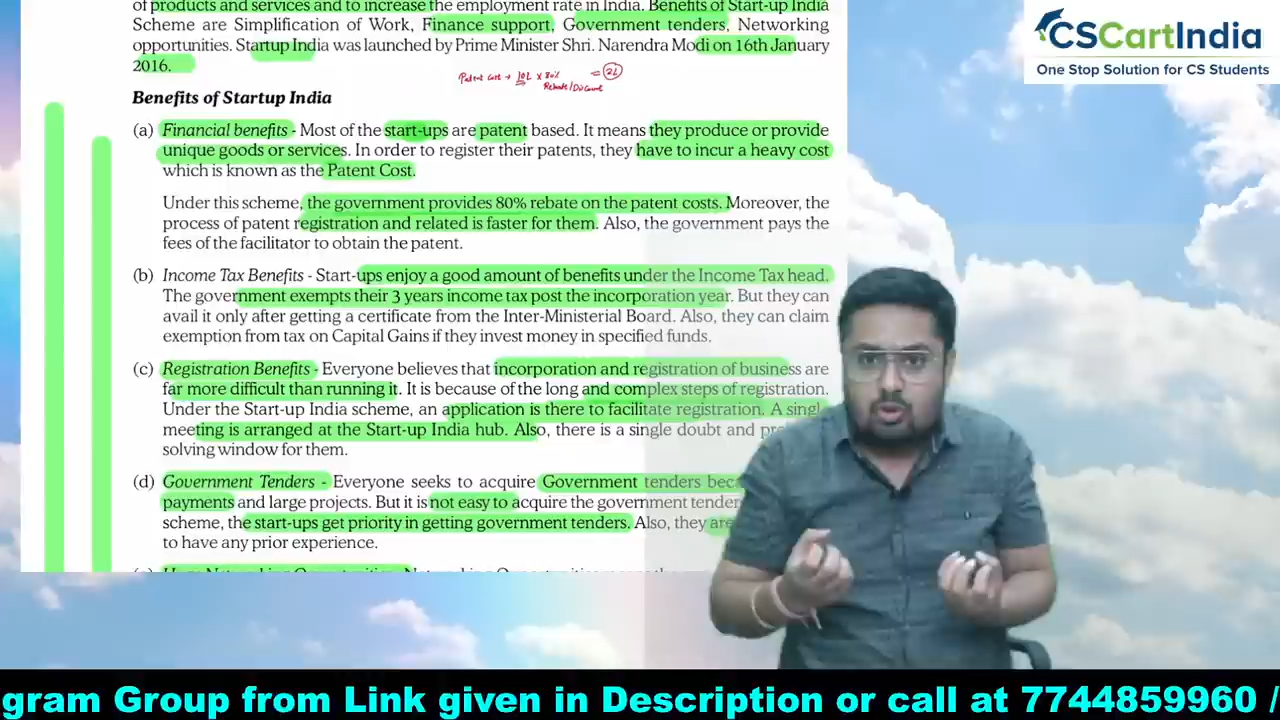 of products and services and to increase the employment rate in India. Benefits of Start-up India
Scheme are Simplification of Work, Finance support, Government tenders, Networking
opportunities. Startup India was launched by Prime Minister Shri. Narendra Modi on 16th January
2016.
Patent Cost → 10L x 80% = 2L
Rebate/Discount
Benefits of Startup India
(a) Financial benefits - Most of the start-ups are patent based. It means they produce or provide
unique goods or services. In order to register their patents, they have to incur a heavy cost
which is known as the Patent Cost.
Under this scheme, the government provides 80% rebate on the patent costs. Moreover, the
process of patent registration and related is faster for them. Also, the government pays the
fees of the facilitator to obtain the patent.
(b) Income Tax Benefits - Start-ups enjoy a good amount of benefits under the Income Tax head.
The government exempts their 3 years income tax post the incorporation year. But they can
avail it only after getting a certificate from the Inter-Ministerial Board. Also, they can claim
exemption from tax on Capital Gains if they invest money in specified funds.
(c) Registration Benefits - Everyone believes that incorporation and registration of business are
far more difficult than running it. It is because of the long and complex steps of registration.
Under the Start-up India scheme, an application is there to facilitate registration. A singl
meeting is arranged at the Start-up India hub. Also, there is a single doubt and pr
solving window for them.
(d) Government Tenders - Everyone seeks to acquire Government tenders beca
payments and large projects. But it is not easy to acquire the government tender
scheme, the start-ups get priority in getting government tenders. Also, they are
to have any prior experience.
CSCartIndia
One Stop Solution for CS Students
gram Group from Link given in Description or call at 7744859960 /